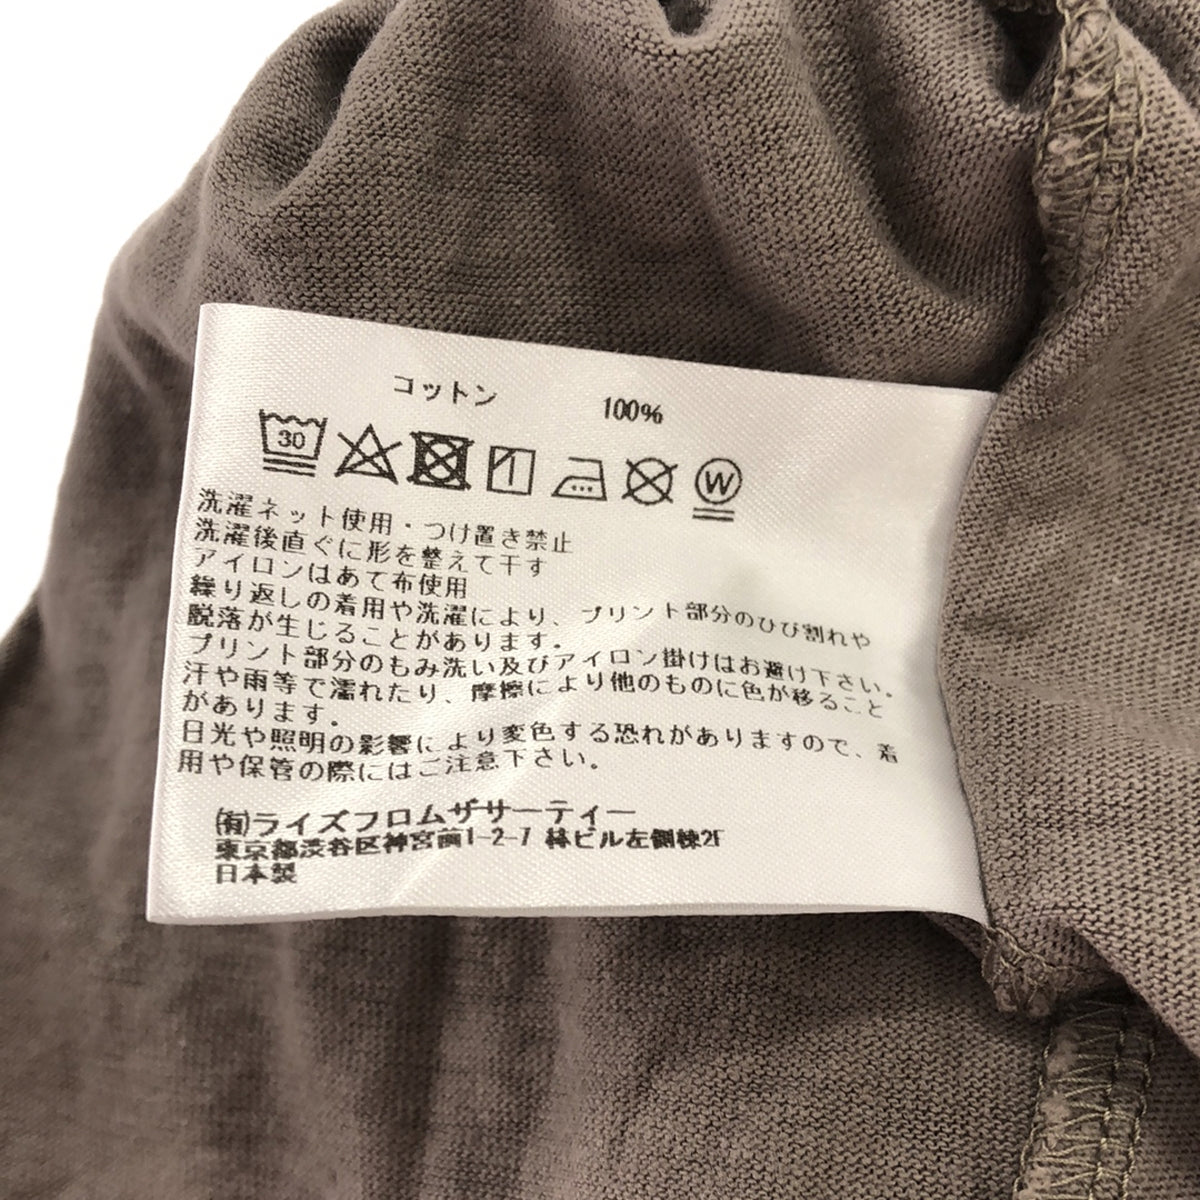 コットン 100%
30 W
洗濯ネット使用・つけ置き禁止
洗濯後直ぐに形を整えて干す
アイロンはあて布使用
繰り返しの着用や洗濯により、プリント部分のひび割れや
脱落が生じることがあります。
プリント部分のもみ洗い及びアイロン掛けはお避け下さい。
汗や雨等で濡れたり、摩擦により他のものに色が移ること
があります。
日光や照明の影響により変色する恐れがありますので、着
用や保管の際にはご注意下さい。
㈲ライズフロムザサーティー
東京都渋谷区神宮前1-2-7 林ビル左側棟2F
日本製